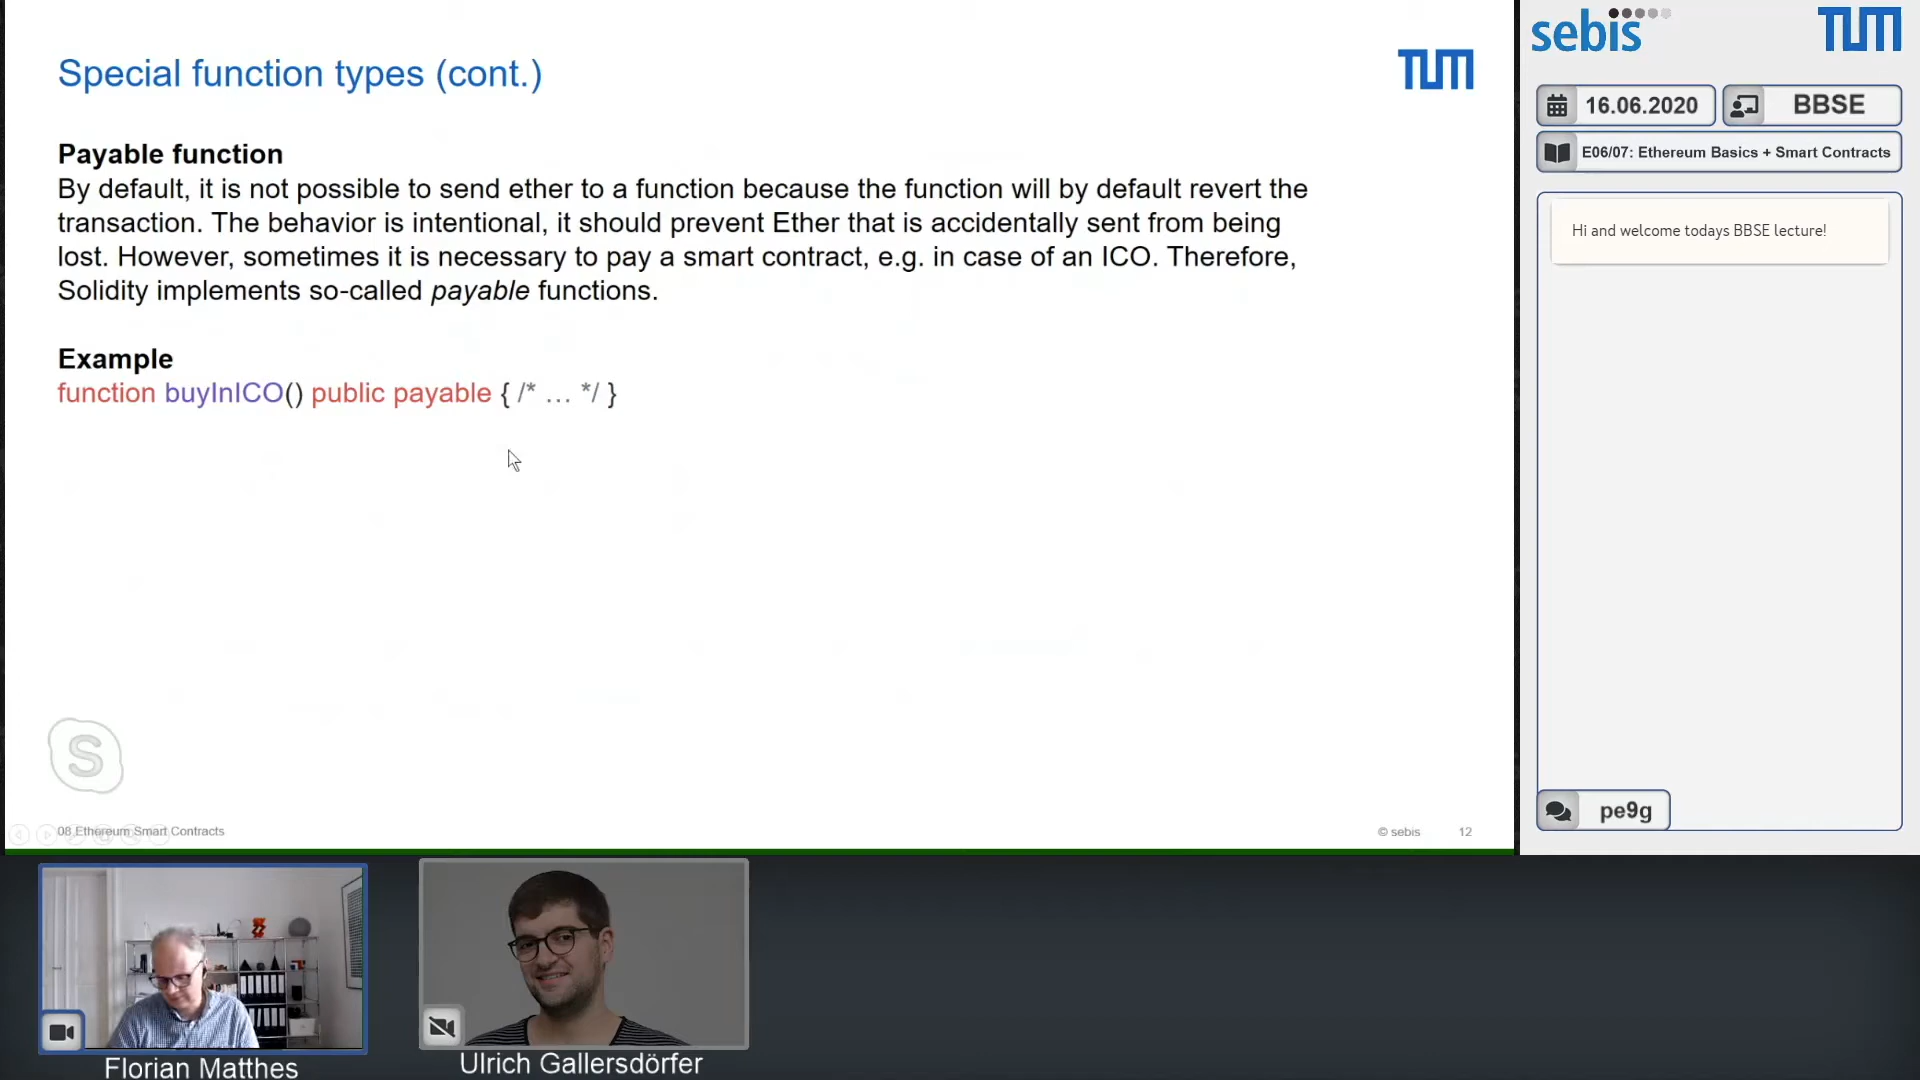 Special function types (cont.)
TUM
Payable function
By default, it is not possible to send ether to a function because the function will by default revert the
transaction. The behavior is intentional, it should prevent Ether that is accidentally sent from being
lost. However, sometimes it is necessary to pay a smart contract, e.g. in case of an ICO. Therefore,
Solidity implements so-called payable functions.
Example
function buyInICO() public payable { /* … */ }
S
08 Ethereum Smart Contracts
© sebis
12
sebis
TUM
16.06.2020
BBSE
E06/07: Ethereum Basics + Smart Contracts
Hi and welcome todays BBSE lecture!
pe9g
Florian Matthes
Ulrich Gallersdörfer